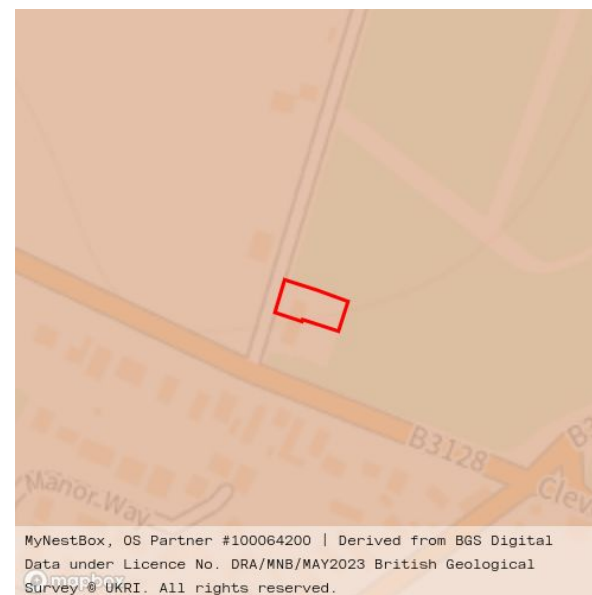 B3128
B3
Manor Way
Clev
MyNestBox, OS Partner #100064200 | Derived from BGS Digital
Data under Licence No. DRA/MNB/MAY2023 British Geological
Survey © UKRI. All rights reserved.
mapbox